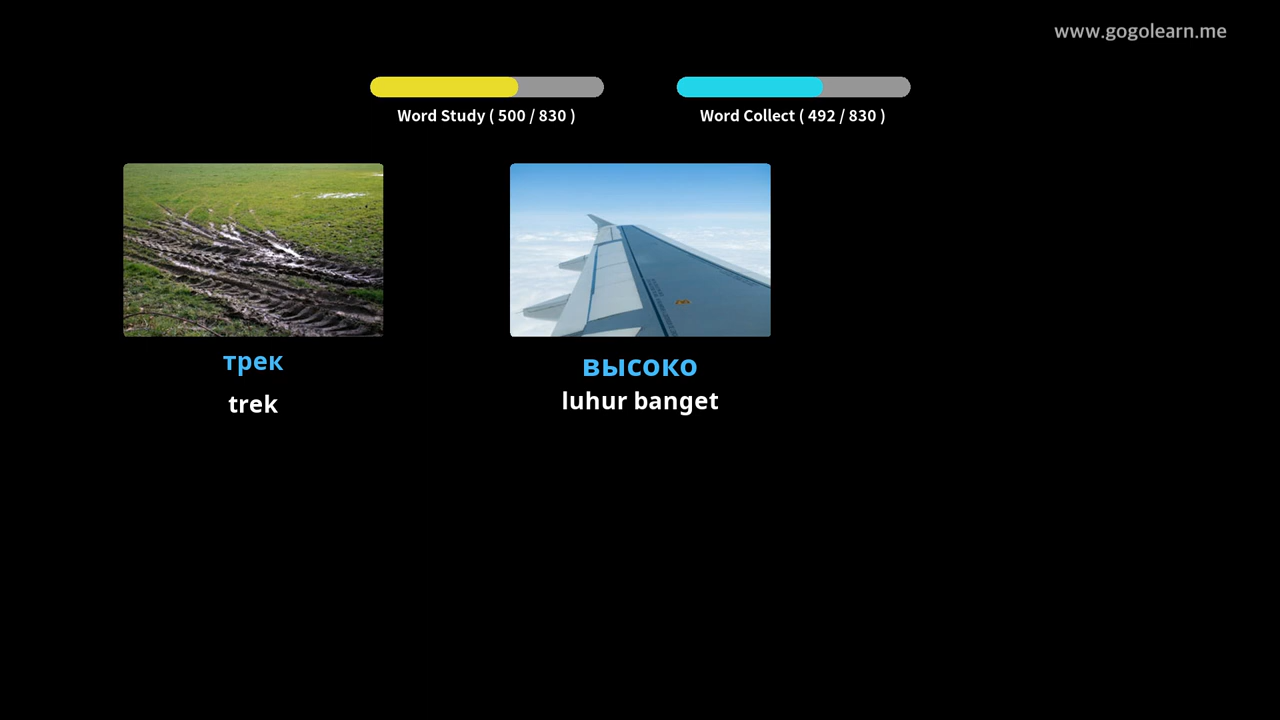 www.gogolearn.me
Word Study ( 500 / 830 )
Word Collect ( 492 / 830 )
трек
trek
высоко
luhur banget